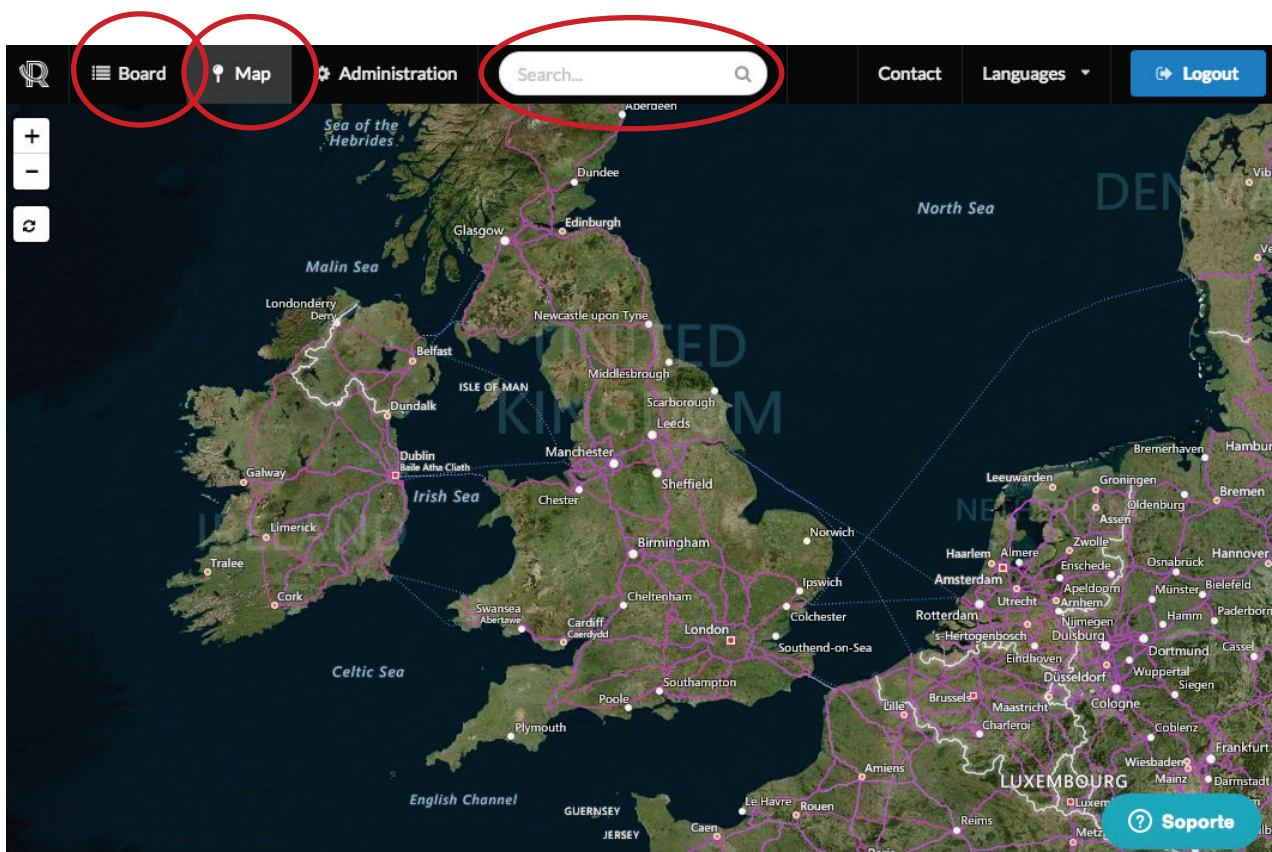 Board
Map
Administration
Search...
Contact
Languages
Logout
+
−
Aberdeen
Sea of the
Hebrides
Dundee
DENMA
Vib
North Sea
Edinburgh
Glasgow
Ve
Malin Sea
Londonderry
Derry
Newcastle upon Tyne
UNITED
KINGDOM
Belfast
Middlesbrough
ISLE OF MAN
Scarborough
Dundalk
Leeds
Dublin
Baile Atha Cliath
Manchester
Bremerhaven
Hambur
Galway
Sheffield
Leeuwarden
Groningen
Irish Sea
Chester
Bremen
Oldenburg
IRELAND
Assen
Limerick
Norwich
Birmingham
Zwolle
Haarlem
Almere
Hannover
Tralee
Enschede
Osnabrück
Amsterdam
Ipswich
Apeldoorn
Münster
Bielefeld
Cork
Cheltenham
Utrecht
Arnhem
Swansea
Abertawe
Colchester
Rotterdam
Hamm
Paderborn
Cardiff
Caerdydd
Nijmegen
London
's-Hertogenbosch
Duisburg
Southend-on-Sea
Dortmund
Cassel
Eindhoven
Celtic Sea
Düsseldorf
Wuppertal
Southampton
Siegen
Brussels
Poole
Lille
Maastricht
Cologne
Plymouth
Charleroi
Coblenz
Frankfurt
Amiens
Wiesbaden
LUXEMBOURG
Mainz
Darmstadt
English Channel
Le Havre
Rouen
Luxem
GUERNSEY
Reims
Soporte
JERSEY
Caen
Metz